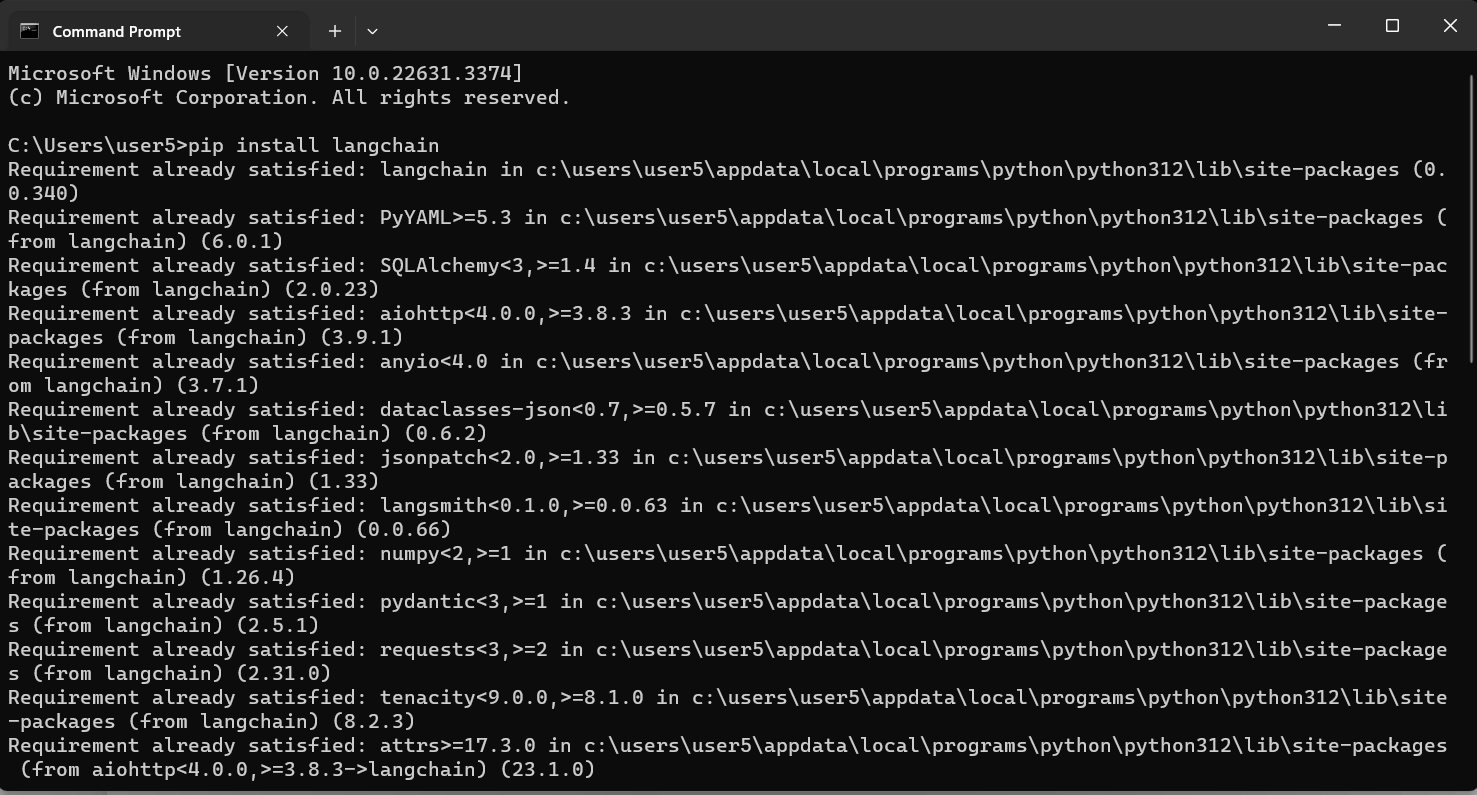 Command Prompt
Microsoft Windows [Version 10.0.22631.3374]
(c) Microsoft Corporation. All rights reserved.
C:\Users\user5>pip install langchain
Requirement already satisfied: langchain in c:\users\user5\appdata\local\programs\python\python312\lib\site-packages (0.
0.340)
Requirement already satisfied: PyYAML>=5.3 in c:\users\user5\appdata\local\programs\python\python312\lib\site-packages (
from langchain) (6.0.1)
Requirement already satisfied: SQLAlchemy<3,>=1.4 in c:\users\user5\appdata\local\programs\python\python312\lib\site-pac
kages (from langchain) (2.0.23)
Requirement already satisfied: aiohttp<4.0.0,>=3.8.3 in c:\users\user5\appdata\local\programs\python\python312\lib\site-
packages (from langchain) (3.9.1)
Requirement already satisfied: anyio<4.0 in c:\users\user5\appdata\local\programs\python\python312\lib\site-packages (fr
om langchain) (3.7.1)
Requirement already satisfied: dataclasses-json<0.7,>=0.5.7 in c:\users\user5\appdata\local\programs\python\python312\li
b\site-packages (from langchain) (0.6.2)
Requirement already satisfied: jsonpatch<2.0,>=1.33 in c:\users\user5\appdata\local\programs\python\python312\lib\site-p
ackages (from langchain) (1.33)
Requirement already satisfied: langsmith<0.1.0,>=0.0.63 in c:\users\user5\appdata\local\programs\python\python312\lib\si
te-packages (from langchain) (0.0.66)
Requirement already satisfied: numpy<2,>=1 in c:\users\user5\appdata\local\programs\python\python312\lib\site-packages (
from langchain) (1.26.4)
Requirement already satisfied: pydantic<3,>=1 in c:\users\user5\appdata\local\programs\python\python312\lib\site-package
s (from langchain) (2.5.1)
Requirement already satisfied: requests<3,>=2 in c:\users\user5\appdata\local\programs\python\python312\lib\site-package
s (from langchain) (2.31.0)
Requirement already satisfied: tenacity<9.0.0,>=8.1.0 in c:\users\user5\appdata\local\programs\python\python312\lib\site
-packages (from langchain) (8.2.3)
Requirement already satisfied: attrs>=17.3.0 in c:\users\user5\appdata\local\programs\python\python312\lib\site-packages
 (from aiohttp<4.0.0,>=3.8.3->langchain) (23.1.0)